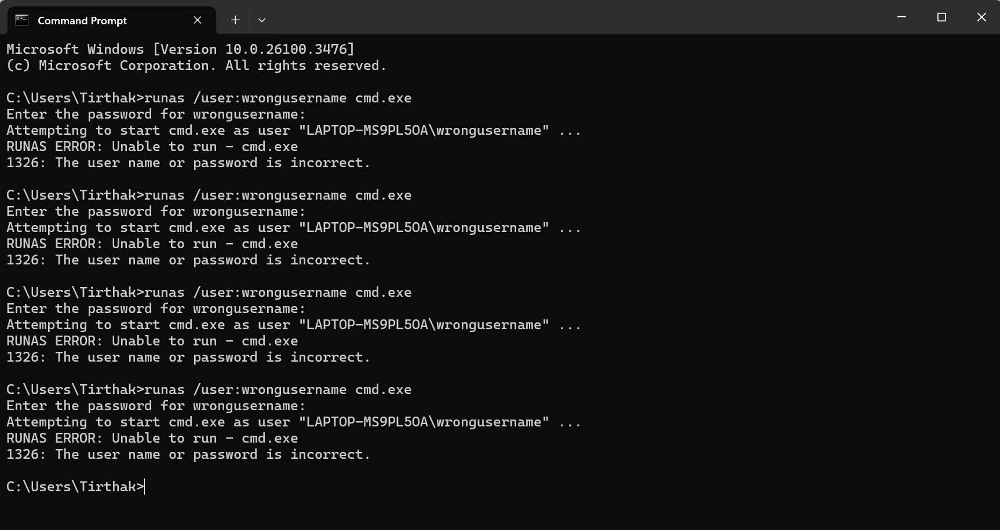 Command Prompt
Microsoft Windows [Version 10.0.26100.3476]
(c) Microsoft Corporation. All rights reserved.

C:\Users\Tirthak>runas /user:wrongusername cmd.exe
Enter the password for wrongusername:
Attempting to start cmd.exe as user "LAPTOP-MS9PL5OA\wrongusername" ...
RUNAS ERROR: Unable to run - cmd.exe
1326: The user name or password is incorrect.

C:\Users\Tirthak>runas /user:wrongusername cmd.exe
Enter the password for wrongusername:
Attempting to start cmd.exe as user "LAPTOP-MS9PL5OA\wrongusername" ...
RUNAS ERROR: Unable to run - cmd.exe
1326: The user name or password is incorrect.

C:\Users\Tirthak>runas /user:wrongusername cmd.exe
Enter the password for wrongusername:
Attempting to start cmd.exe as user "LAPTOP-MS9PL5OA\wrongusername" ...
RUNAS ERROR: Unable to run - cmd.exe
1326: The user name or password is incorrect.

C:\Users\Tirthak>runas /user:wrongusername cmd.exe
Enter the password for wrongusername:
Attempting to start cmd.exe as user "LAPTOP-MS9PL5OA\wrongusername" ...
RUNAS ERROR: Unable to run - cmd.exe
1326: The user name or password is incorrect.

C:\Users\Tirthak>